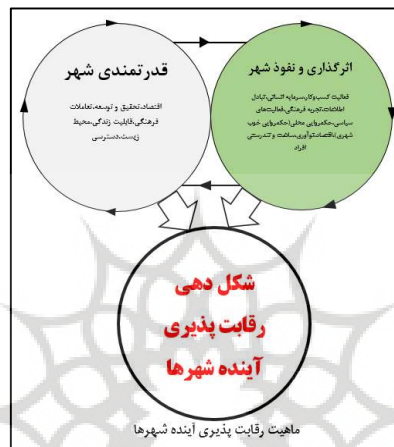 اثرگذاری و نفوذ شهر
فعالیت کسب‌وکار،سرمایه انسانی،تبادل
اطلاعات،تجربه فرهنگی،فعالیت‌های
سیاسی،حکمروایی محلی(حکمروایی خوب
شهری)،اقتصاد،نوآوری،سلامت و تندرستی
افراد
قدرتمندی شهر
اقتصاد،تحقیق و توسعه،تعاملات
فرهنگی،قابلیت زندگی،محیط
زیست،دسترسی
شکل دهی
رقابت پذیری
آینده شهرها
ماهیت رقابت پذیری آینده شهرها